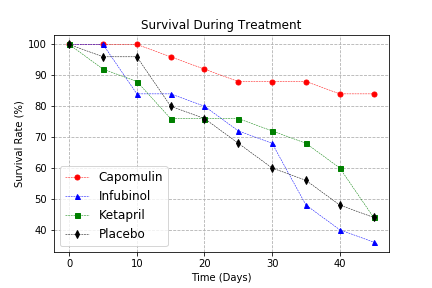 Survival During Treatment
Survival Rate (%)
100
90
80
70
60
50
40
Capomulin
Infubinol
Ketapril
Placebo
0
10
20
30
40
Time (Days)